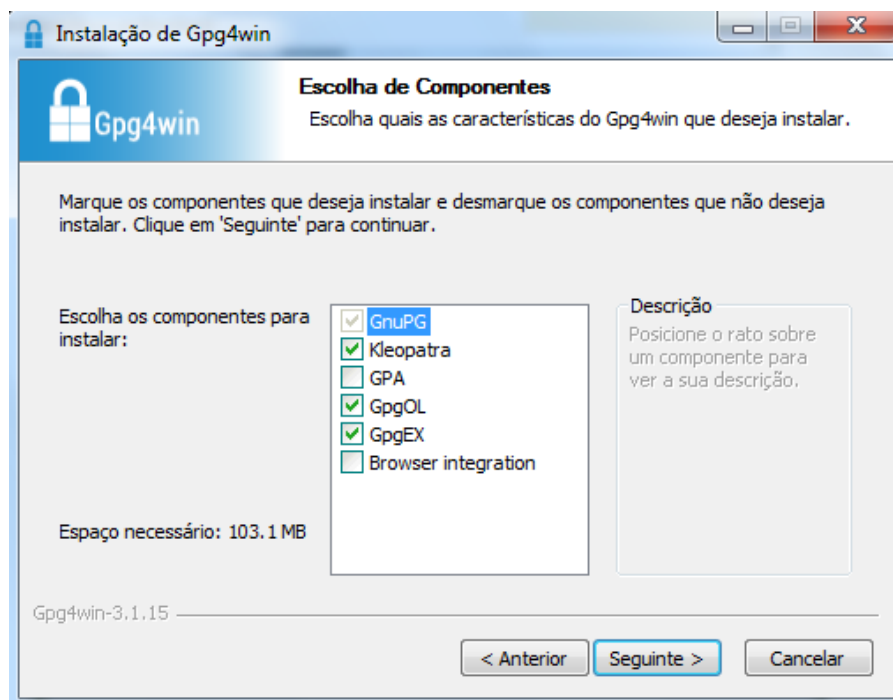 Instalação de Gpg4win
Gpg4win
Escolha de Componentes
Escolha quais as características do Gpg4win que deseja instalar.
Marque os componentes que deseja instalar e desmarque os componentes que não deseja
instalar. Clique em 'Seguinte' para continuar.
Escolha os componentes para
instalar:
GnuPG
Kleopatra
GPA
GpgOL
GpgEX
Browser integration
Descrição
Posicione o rato sobre
um componente para
ver a sua descrição.
Espaço necessário: 103.1 MB
Gpg4win-3.1.15
< Anterior
Seguinte >
Cancelar